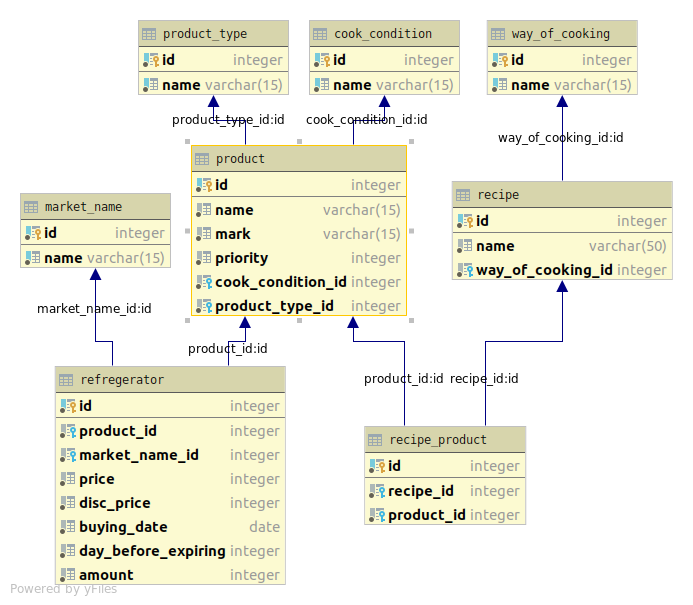 product_type
id integer
name varchar(15)
cook_condition
id integer
name varchar(15)
way_of_cooking
id integer
name varchar(15)
product_type_id:id
cook_condition_id:id
way_of_cooking_id:id
product
id integer
name varchar(15)
mark varchar(15)
priority integer
cook_condition_id integer
product_type_id integer
market_name
id integer
name varchar(15)
recipe
id integer
name varchar(50)
way_of_cooking_id integer
market_name_id:id
product_id:id
product_id:id
recipe_id:id
refregerator
id integer
product_id integer
market_name_id integer
price integer
disc_price integer
buying_date date
day_before_expiring integer
amount integer
recipe_product
id integer
recipe_id integer
product_id integer
Powered by yFiles